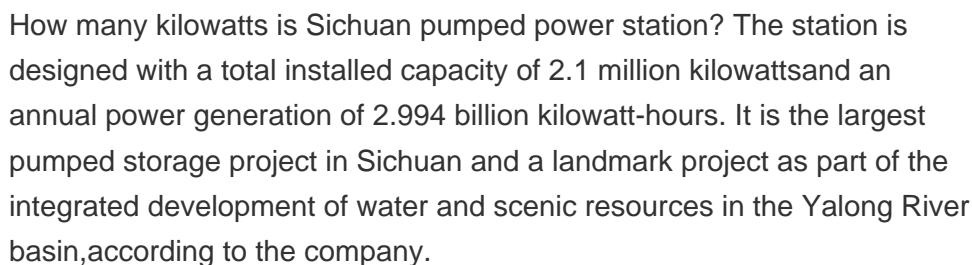 How many kilowatts is Sichuan pumped power station? The station is
designed with a total installed capacity of 2.1 million kilowattsand an
annual power generation of 2.994 billion kilowatt-hours. It is the largest
pumped storage project in Sichuan and a landmark project as part of the
integrated development of water and scenic resources in the Yalong River
basin,according to the company.